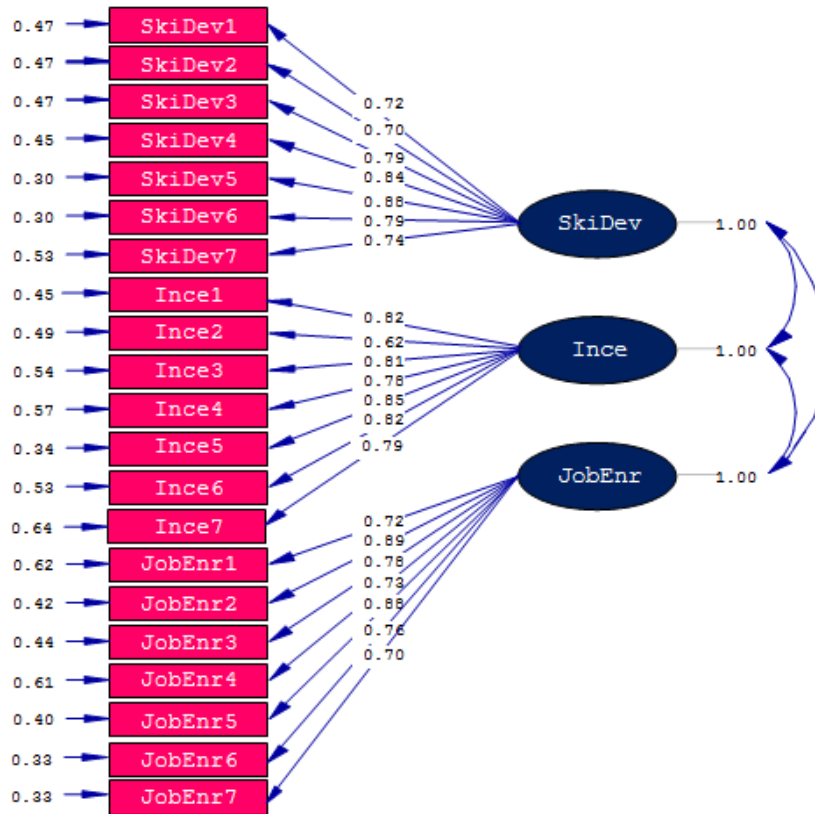 0.47 SkiDev1
0.47 SkiDev2
0.47 SkiDev3
0.45 SkiDev4
0.30 SkiDev5
0.30 SkiDev6
0.53 SkiDev7
0.45 Ince1
0.49 Ince2
0.54 Ince3
0.57 Ince4
0.34 Ince5
0.53 Ince6
0.64 Ince7
0.62 JobEnr1
0.42 JobEnr2
0.44 JobEnr3
0.61 JobEnr4
0.40 JobEnr5
0.33 JobEnr6
0.33 JobEnr7
0.72
0.70
0.79
0.84
0.88
0.79
0.74
0.82
0.62
0.81
0.78
0.85
0.82
0.79
0.72
0.89
0.78
0.73
0.88
0.76
0.70
SkiDev 1.00
Ince 1.00
JobEnr 1.00